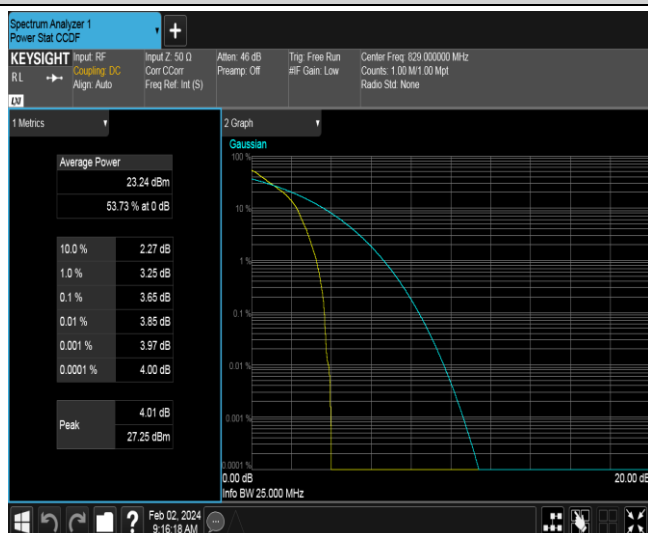 Spectrum Analyzer 1
Power Stat CCDF
KEYSIGHT
R L
LXI
Input: RF
Coupling: DC
Align: Auto
Input Z: 50 Ω
Corr CCorr
Freq Ref: Int (S)
Atten: 46 dB
Preamp: Off
Trig: Free Run
#IF Gain: Low
Center Freq: 829.000000 MHz
Counts: 1.00 M/1.00 Mpt
Radio Std: None
1 Metrics
Average Power
23.24 dBm
53.73 % at 0 dB
10.0 % 2.27 dB
1.0 % 3.25 dB
0.1 % 3.65 dB
0.01 % 3.85 dB
0.001 % 3.97 dB
0.0001 % 4.00 dB
Peak
4.01 dB
27.25 dBm
2 Graph
Gaussian
100 %
10 %
1 %
0.1 %
0.01 %
0.001 %
0.0001 %
0.00 dB
20.00 dB
Info BW 25.000 MHz
?
Feb 02, 2024
9:16:18 AM